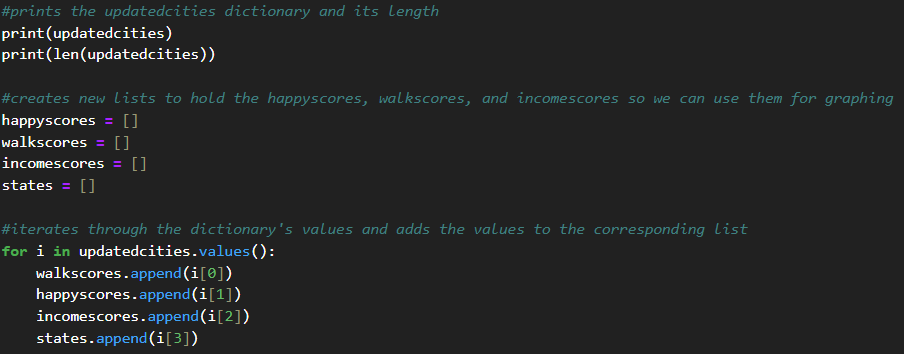 #prints the updatedcities dictionary and its length
print(updatedcities)
print(len(updatedcities))

#creates new lists to hold the happyscores, walkscores, and incomescores so we can use them for graphing
happyscores = []
walkscores = []
incomescores = []
states = []

#iterates through the dictionary's values and adds the values to the corresponding list
for i in updatedcities.values():
    walkscores.append(i[0])
    happyscores.append(i[1])
    incomescores.append(i[2])
    states.append(i[3])